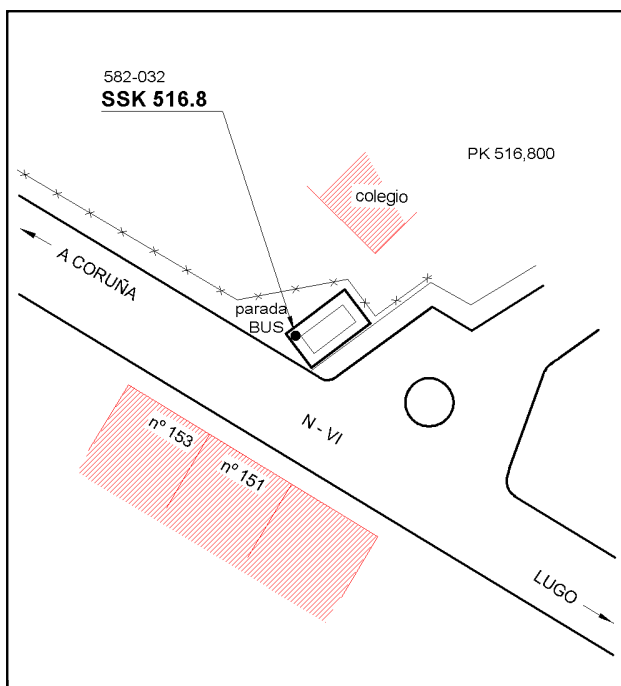 582-032
SSK 516.8
PK 516,800
colegio
A CORUÑA
parada
BUS
N - VI
nº 153
nº 151
LUGO